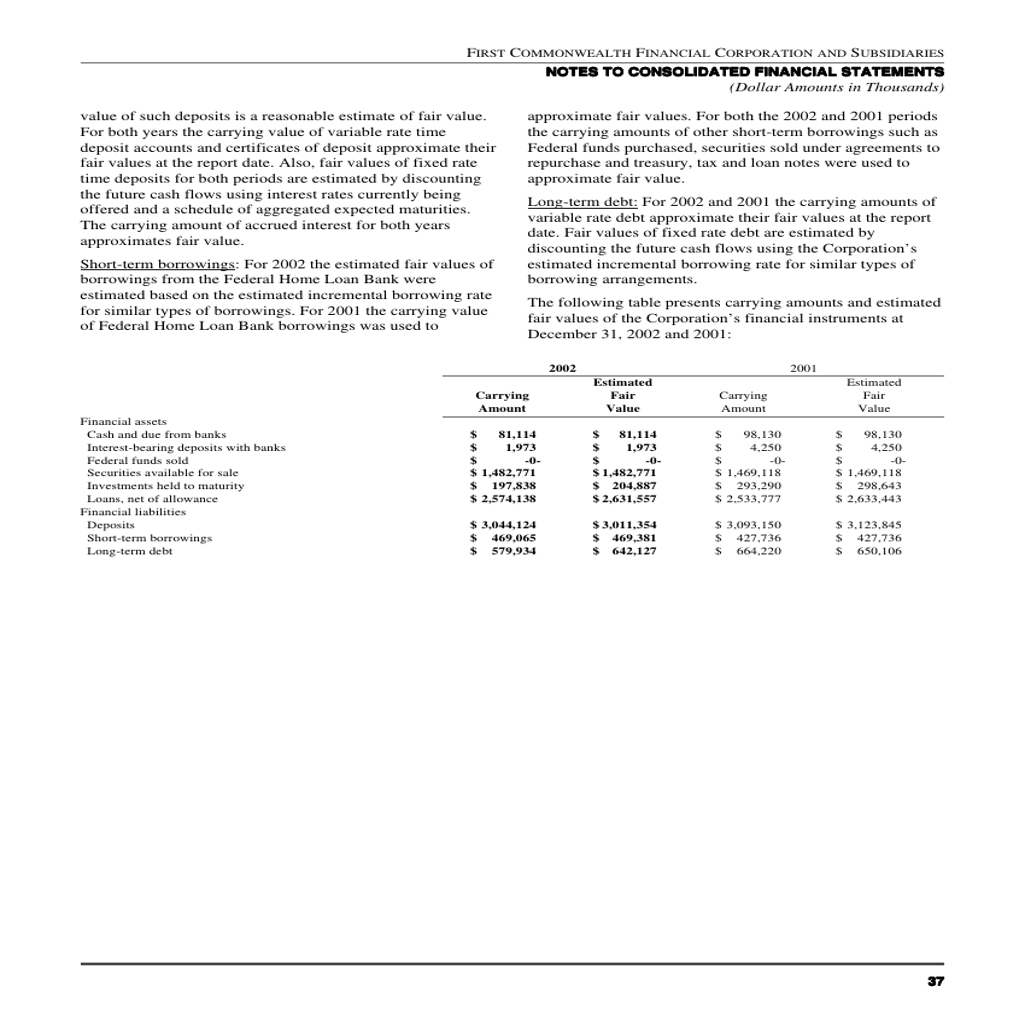 FIRST COMMONWEALTH FINANCIAL CORPORATION AND SUBSIDIARIES
NOTES TO CONSOLIDATED FINANCIAL STATEMENTS
(Dollar Amounts in Thousands)
value of such deposits is a reasonable estimate of fair value.
For both years the carrying value of variable rate time
deposit accounts and certificates of deposit approximate their
fair values at the report date. Also, fair values of fixed rate
time deposits for both periods are estimated by discounting
the future cash flows using interest rates currently being
offered and a schedule of aggregated expected maturities.
The carrying amount of accrued interest for both years
approximates fair value.
Short-term borrowings: For 2002 the estimated fair values of
borrowings from the Federal Home Loan Bank were
estimated based on the estimated incremental borrowing rate
for similar types of borrowings. For 2001 the carrying value
of Federal Home Loan Bank borrowings was used to
approximate fair values. For both the 2002 and 2001 periods
the carrying amounts of other short-term borrowings such as
Federal funds purchased, securities sold under agreements to
repurchase and treasury, tax and loan notes were used to
approximate fair value.
Long-term debt: For 2002 and 2001 the carrying amounts of
variable rate debt approximate their fair values at the report
date. Fair values of fixed rate debt are estimated by
discounting the future cash flows using the Corporation's
estimated incremental borrowing rate for similar types of
borrowing arrangements.
The following table presents carrying amounts and estimated
fair values of the Corporation's financial instruments at
December 31, 2002 and 2001:
2002 2001
Estimated Estimated
Carrying Fair Carrying Fair
Amount Value Amount Value
Financial assets
Cash and due from banks $ 81,114 $ 81,114 $ 98,130 $ 98,130
Interest-bearing deposits with banks $ 1,973 $ 1,973 $ 4,250 $ 4,250
Federal funds sold $ -0- $ -0- $ -0- $ -0-
Securities available for sale $ 1,482,771 $ 1,482,771 $ 1,469,118 $ 1,469,118
Investments held to maturity $ 197,838 $ 204,887 $ 293,290 $ 298,643
Loans, net of allowance $ 2,574,138 $ 2,631,557 $ 2,533,777 $ 2,633,443
Financial liabilities
Deposits $ 3,044,124 $ 3,011,354 $ 3,093,150 $ 3,123,845
Short-term borrowings $ 469,065 $ 469,381 $ 427,736 $ 427,736
Long-term debt $ 579,934 $ 642,127 $ 664,220 $ 650,106
37